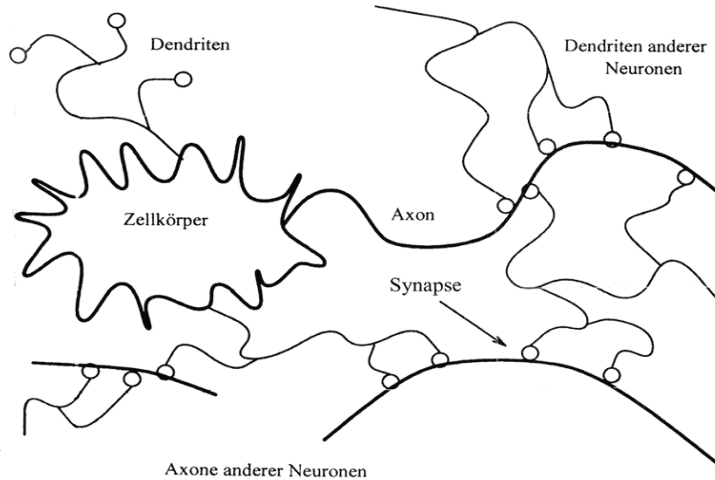 Dendriten
Dendriten anderer
Neuronen
Zellkörper
Axon
Synapse
Axone anderer Neuronen